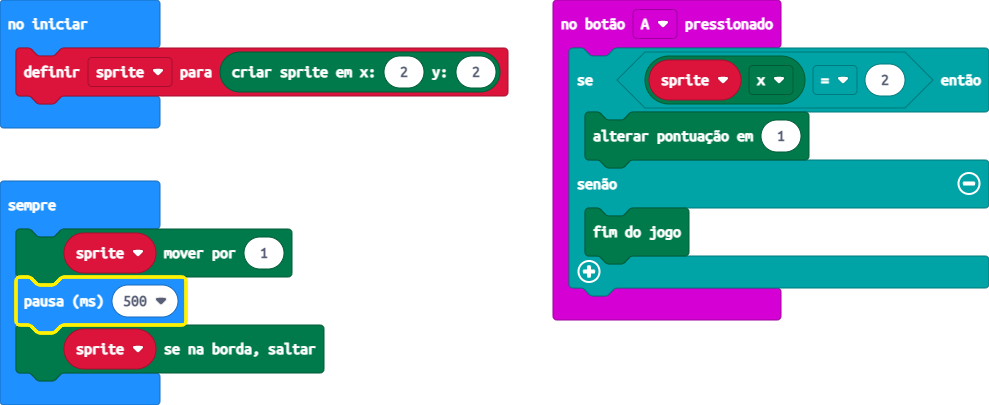 no iniciar
definir sprite para criar sprite em x: 2 y: 2
sempre
sprite mover por 1
pausa (ms) 500
sprite se na borda, saltar
no botão A pressionado
se sprite x = 2 então
alterar pontuação em 1
senão
fim do jogo